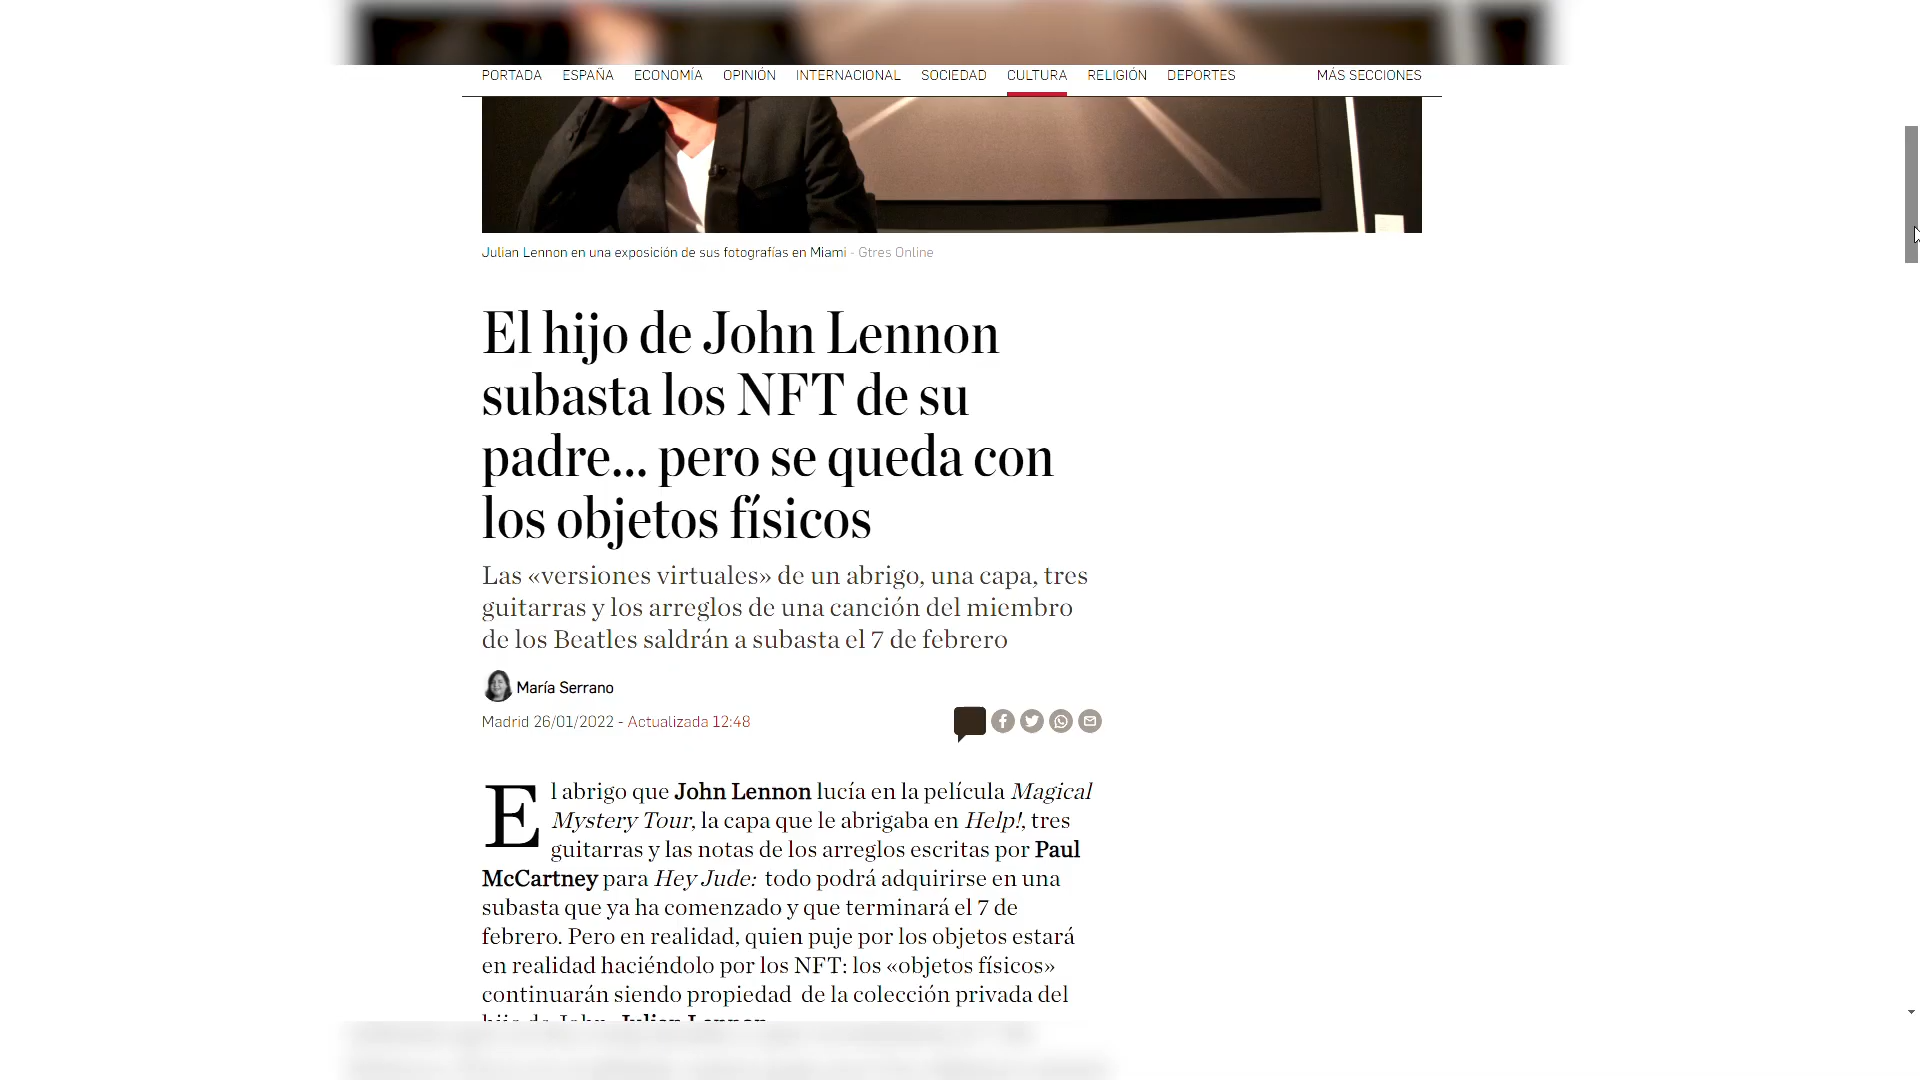 PORTADA ESPAÑA ECONOMÍA OPINIÓN INTERNACIONAL SOCIEDAD CULTURA RELIGIÓN DEPORTES MÁS SECCIONES
Julian Lennon en una exposición de sus fotografías en Miami - Gtres Online
El hijo de John Lennon
subasta los NFT de su
padre... pero se queda con
los objetos físicos
Las «versiones virtuales» de un abrigo, una capa, tres
guitarras y los arreglos de una canción del miembro
de los Beatles saldrán a subasta el 7 de febrero
María Serrano
Madrid 26/01/2022 - Actualizada 12:48
El abrigo que John Lennon lucía en la película Magical
Mystery Tour, la capa que le abrigaba en Help!, tres
guitarras y las notas de los arreglos escritas por Paul
McCartney para Hey Jude: todo podrá adquirirse en una
subasta que ya ha comenzado y que terminará el 7 de
febrero. Pero en realidad, quien puje por los objetos estará
en realidad haciéndolo por los NFT: los «objetos físicos»
continuarán siendo propiedad de la colección privada del
hijo de John, Julian Lennon